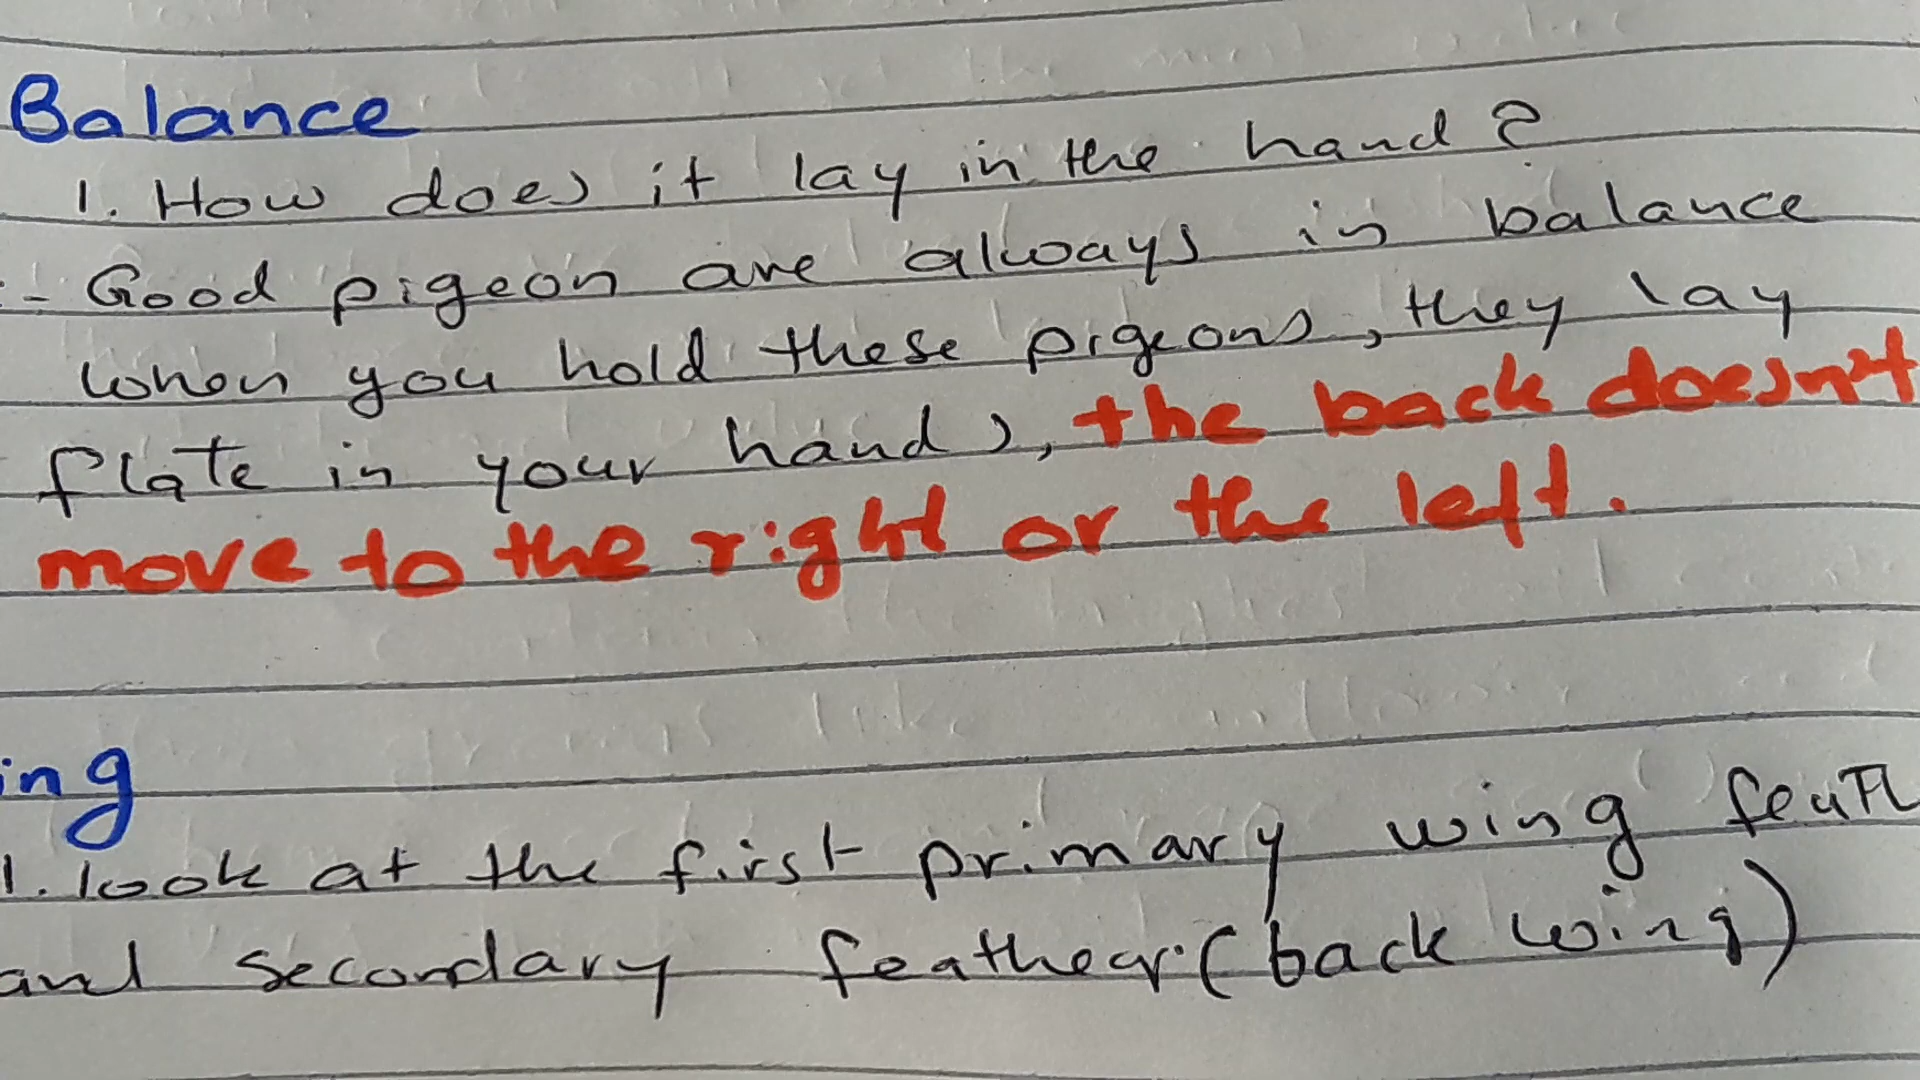 Balance
1. How does it lay in the hand?
:- Good pigeon are always in balance
when you hold these pigeons, they lay
flate in your hands, the back doesn't
move to the right or the left.
ing
1. look at the first primary wing feath
and secondary feathear (back wing)